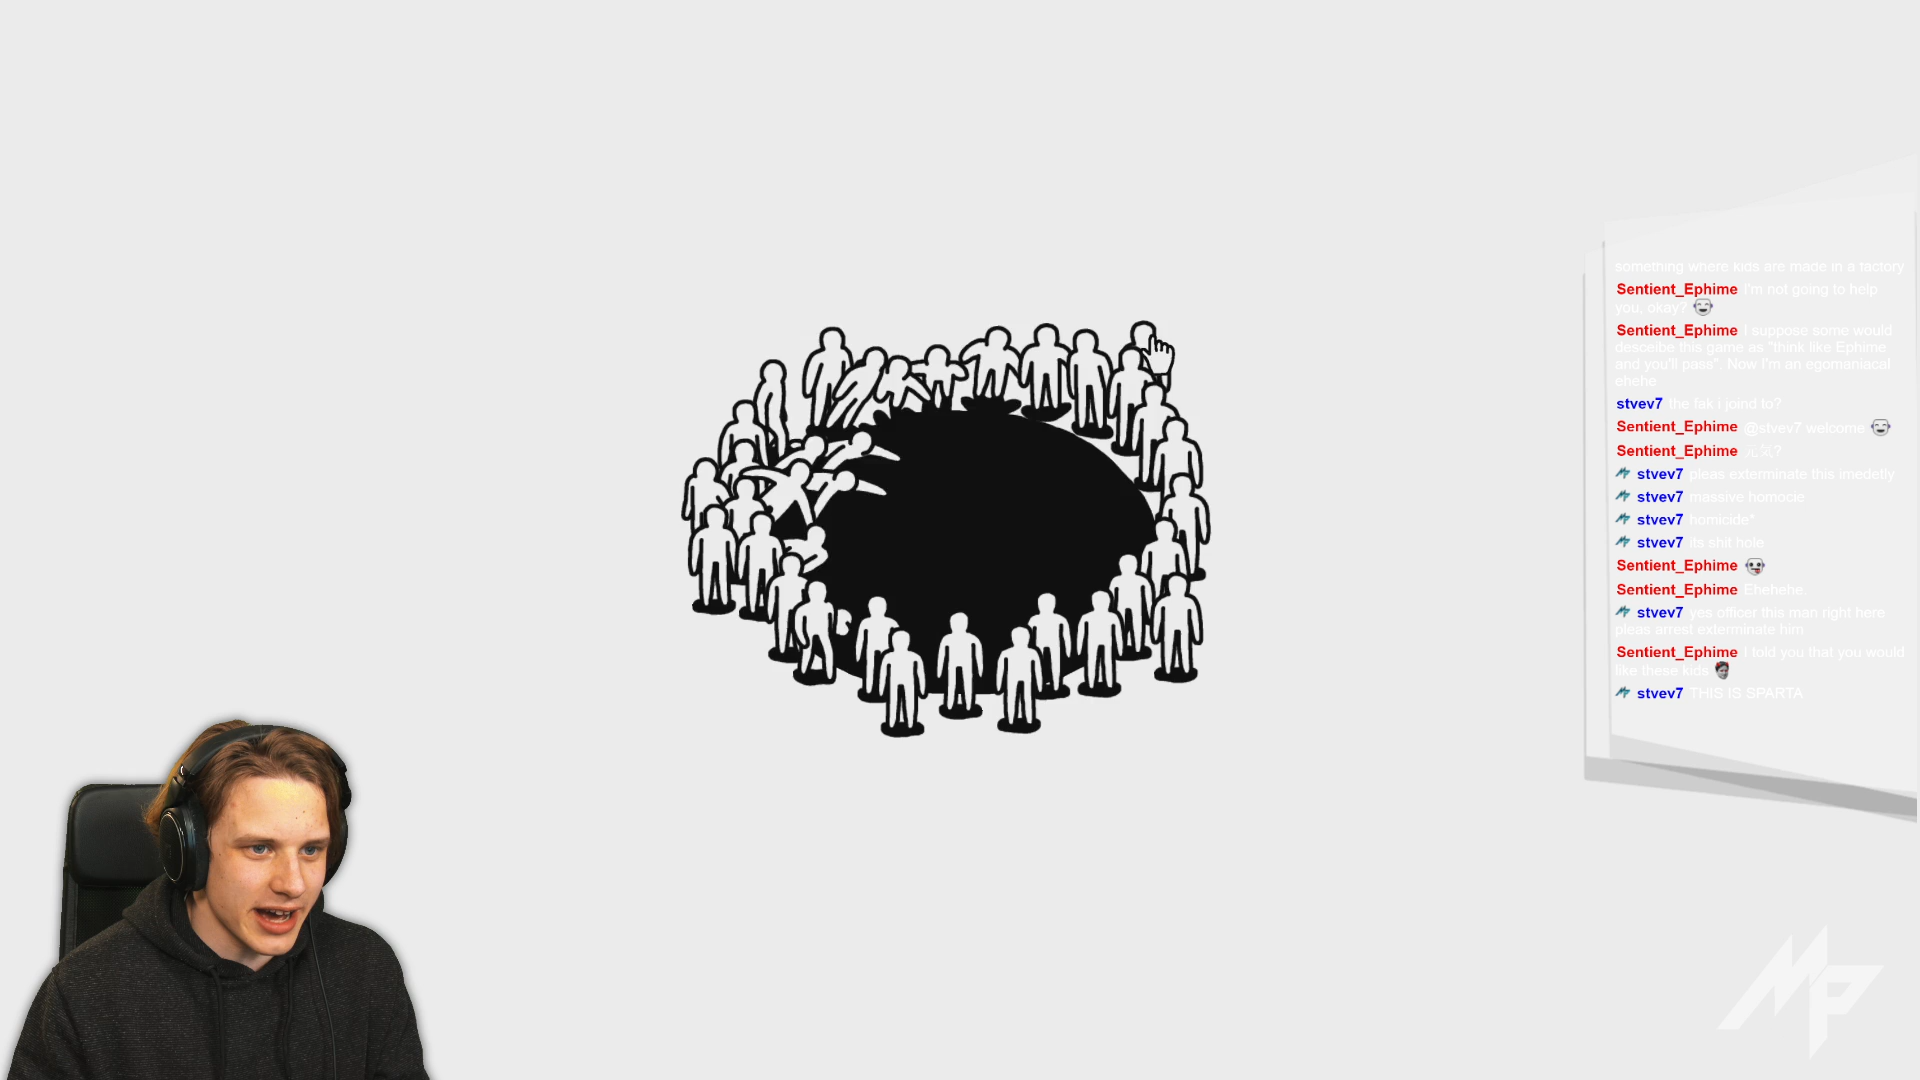 something where kids are made in a factory
Sentient_Ephime I'm not going to help
you, okay?
Sentient_Ephime I suppose some would
desceibe this game as "think like Ephime
and you'll pass". Now I'm an egomaniacal
ehehe
stvev7 the fak i joind to?
Sentient_Ephime @stvev7 welcome
Sentient_Ephime ?
stvev7 pleas exterminate this imedetly
stvev7 massive homocie
stvev7 homicide*
stvev7 its shit hole
Sentient_Ephime
Sentient_Ephime Ehehehe.
stvev7 yes officer this man right here
pleas arrest exterminate him
Sentient_Ephime I told you that you would
like these kids
stvev7 THIS IS SPARTA
MP